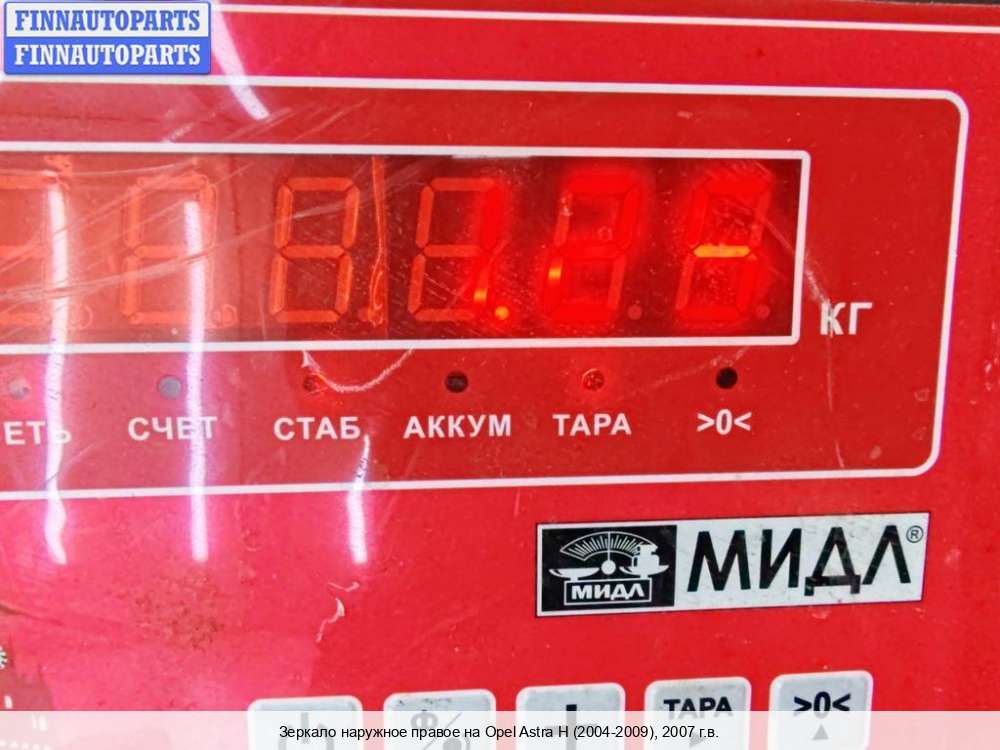 FINNAUTOPARTS
FINNAUTOPARTS
КГ
СЧЕТ СТАБ АККУМ ТАРА >0<
МИДЛ МИДЛ®
ТАРА >0<
Зеркало наружное правое на Opel Astra H (2004-2009), 2007 г.в.